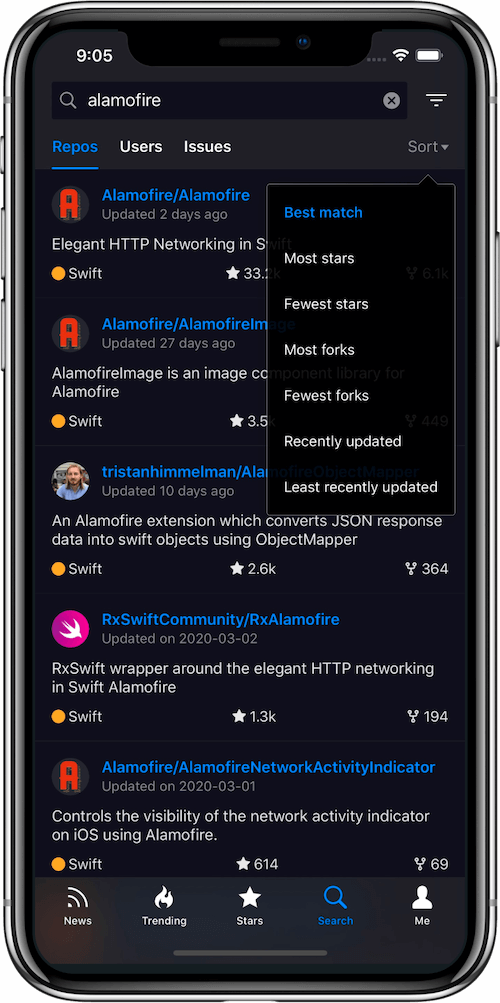 9:05
alamofire
Repos Users Issues Sort
Alamofire/Alamofire
Updated 2 days ago
Elegant HTTP Networking in Swift
Swift 33.2k 6.1k
Alamofire/AlamofireImage
Updated 27 days ago
AlamofireImage is an image component library for
Alamofire
Swift 3.5k 449
tristanhimmelman/AlamofireObjectMapper
Updated 10 days ago
An Alamofire extension which converts JSON response
data into swift objects using ObjectMapper
Swift 2.6k 364
RxSwiftCommunity/RxAlamofire
Updated on 2020-03-02
RxSwift wrapper around the elegant HTTP networking
in Swift Alamofire
Swift 1.3k 194
Alamofire/AlamofireNetworkActivityIndicator
Updated on 2020-03-01
Controls the visibility of the network activity indicator
on iOS using Alamofire.
Swift 614 69
Best match
Most stars
Fewest stars
Most forks
Fewest forks
Recently updated
Least recently updated
News Trending Stars Search Me